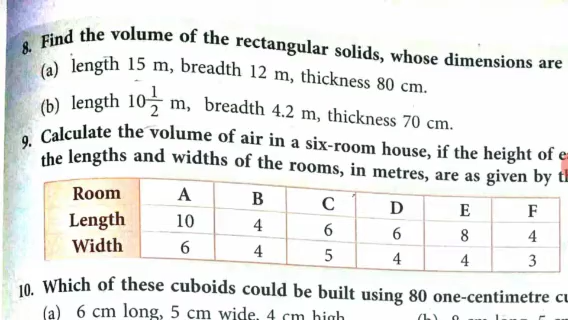 8. Find the volume of the rectangular solids, whose dimensions are
(a) length 15 m, breadth 12 m, thickness 80 cm.
(b) length 10½ m, breadth 4.2 m, thickness 70 cm.
9. Calculate the volume of air in a six-room house, if the height of
the lengths and widths of the rooms, in metres, are as given by
Room A B C D E F
Length 10 4 6 6 8 4
Width 6 4 5 4 4 3
10. Which of these cuboids could be built using 80 one-centimetre
(a) 6 cm long, 5 cm wide, 4 cm high